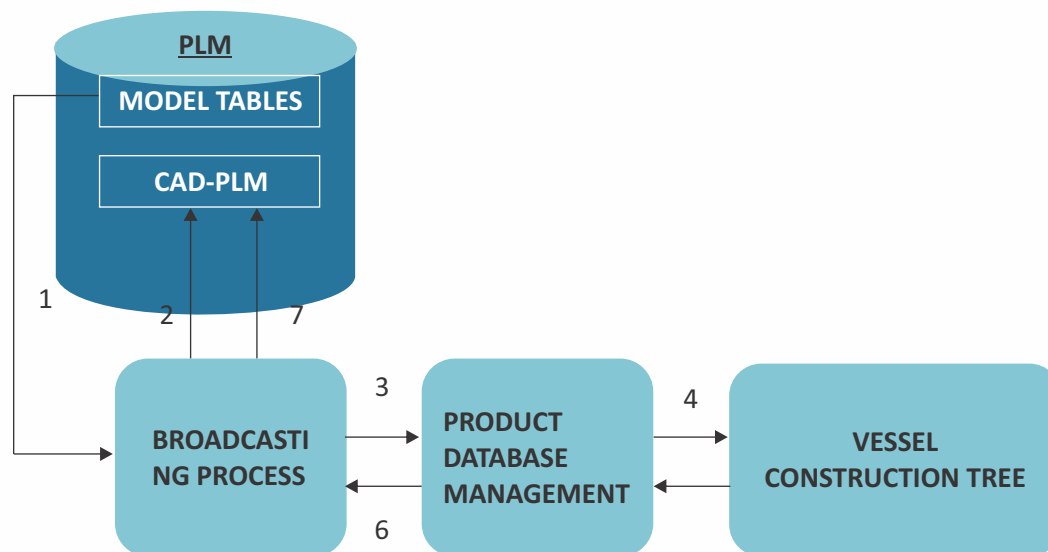 PLM
MODEL TABLES
CAD-PLM
1
2
7
3
4
BROADCASTI
NG PROCESS
PRODUCT
DATABASE
MANAGEMENT
VESSEL
CONSTRUCTION TREE
6